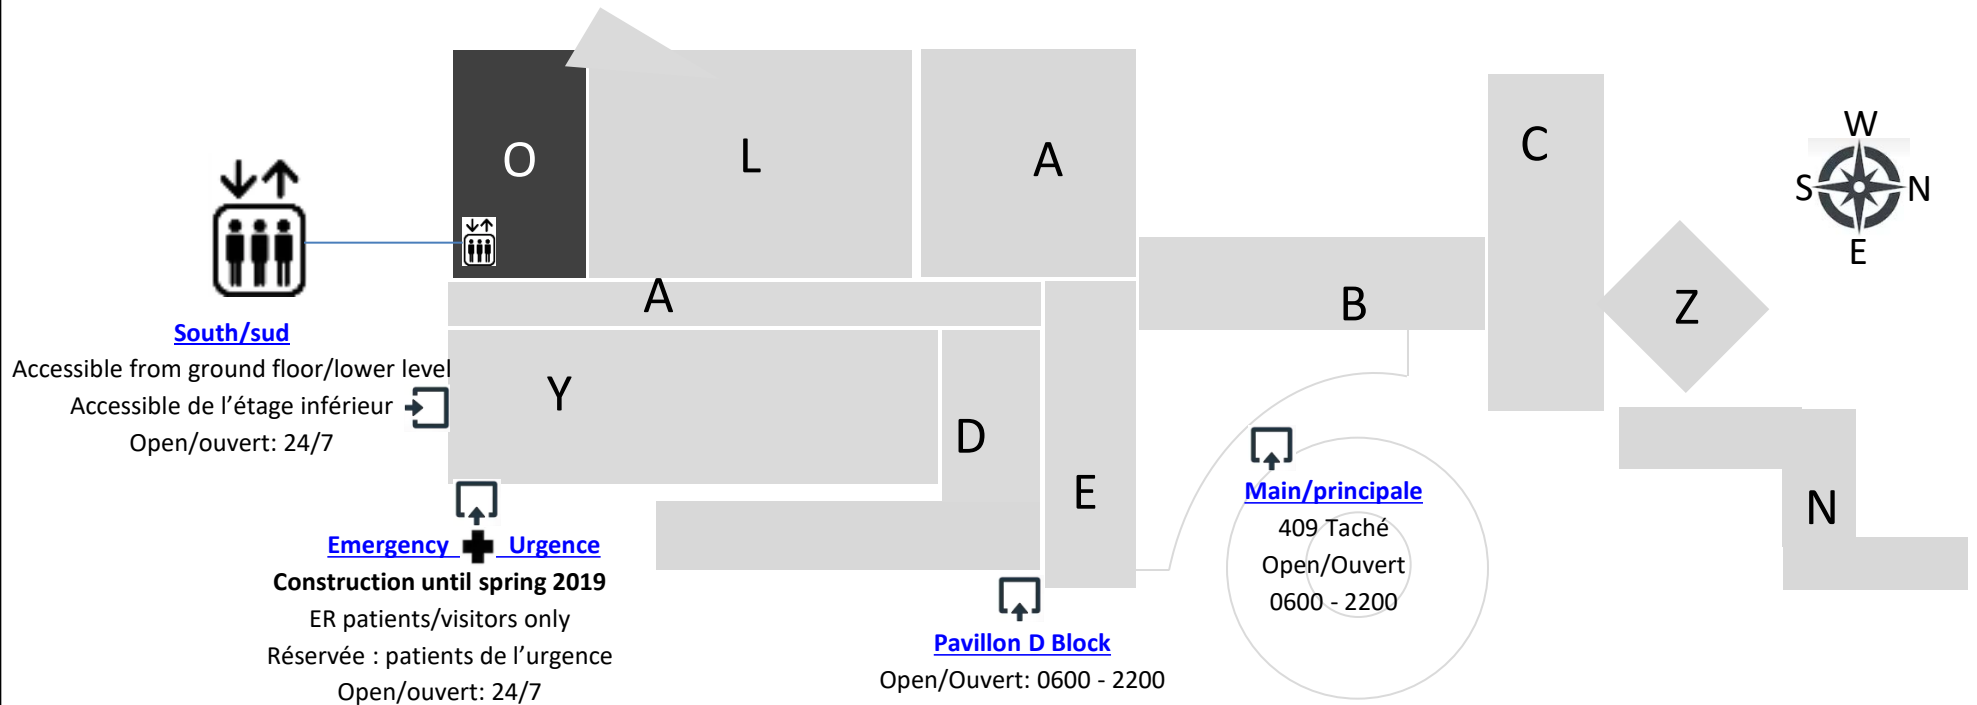 O
L
A
C
W
S
N
E
South/sud
Accessible from ground floor/lower level
Accessible de l’étage inférieur
Open/ouvert: 24/7
A
B
Z
Y
D
E
N
Emergency Urgence
Construction until spring 2019
ER patients/visitors only
Réservée : patients de l’urgence
Open/ouvert: 24/7
Pavillon D Block
Open/Ouvert: 0600 - 2200
Main/principale
409 Taché
Open/Ouvert
0600 - 2200